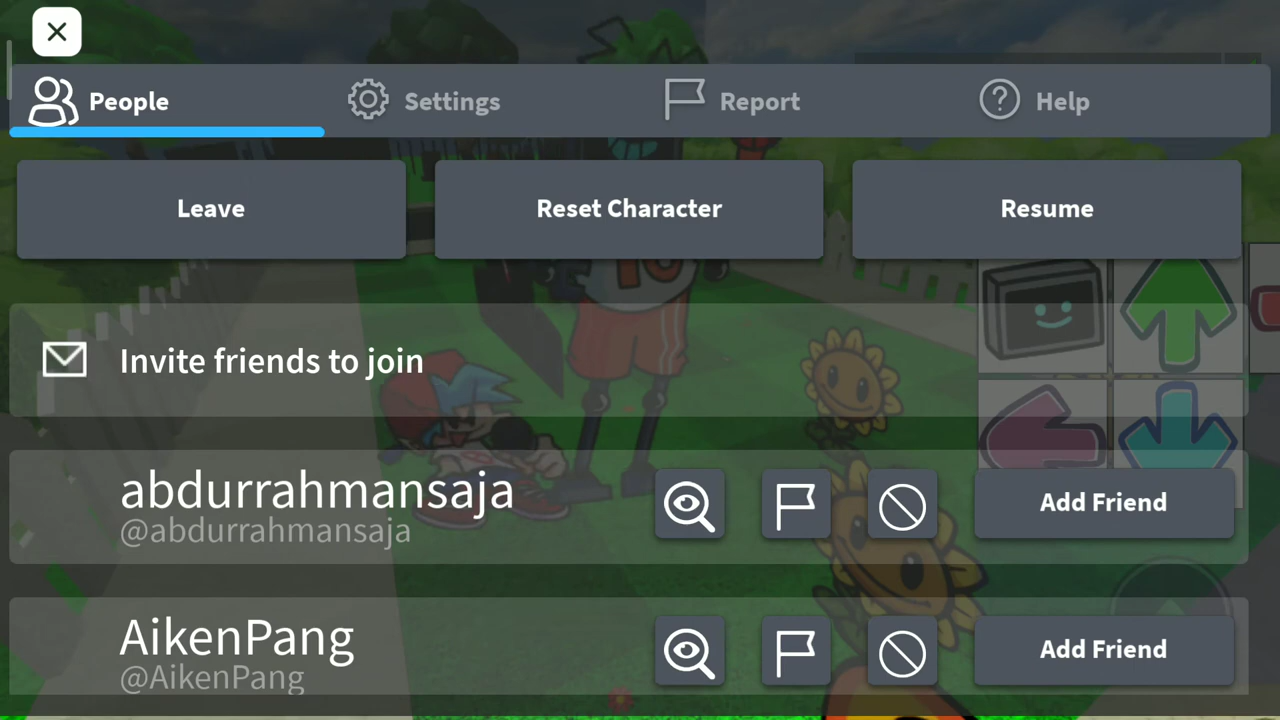 People
Settings
Report
Help
Leave
Reset Character
Resume
Invite friends to join
abdurrahmansaja
@abdurrahmansaja
Add Friend
AikenPang
@AikenPang
Add Friend